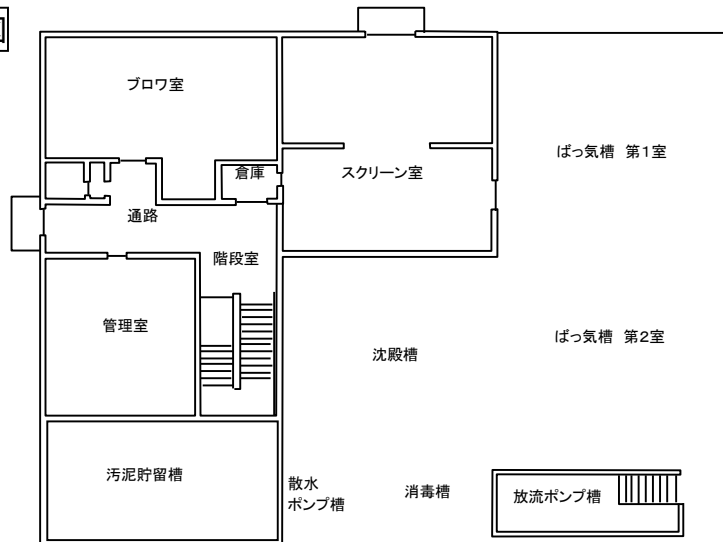 ブロワ室
ばっ気槽 第1室
倉庫
スクリーン室
通路
階段室
管理室
ばっ気槽 第2室
沈殿槽
汚泥貯留槽
散水
ポンプ槽
消毒槽
放流ポンプ槽